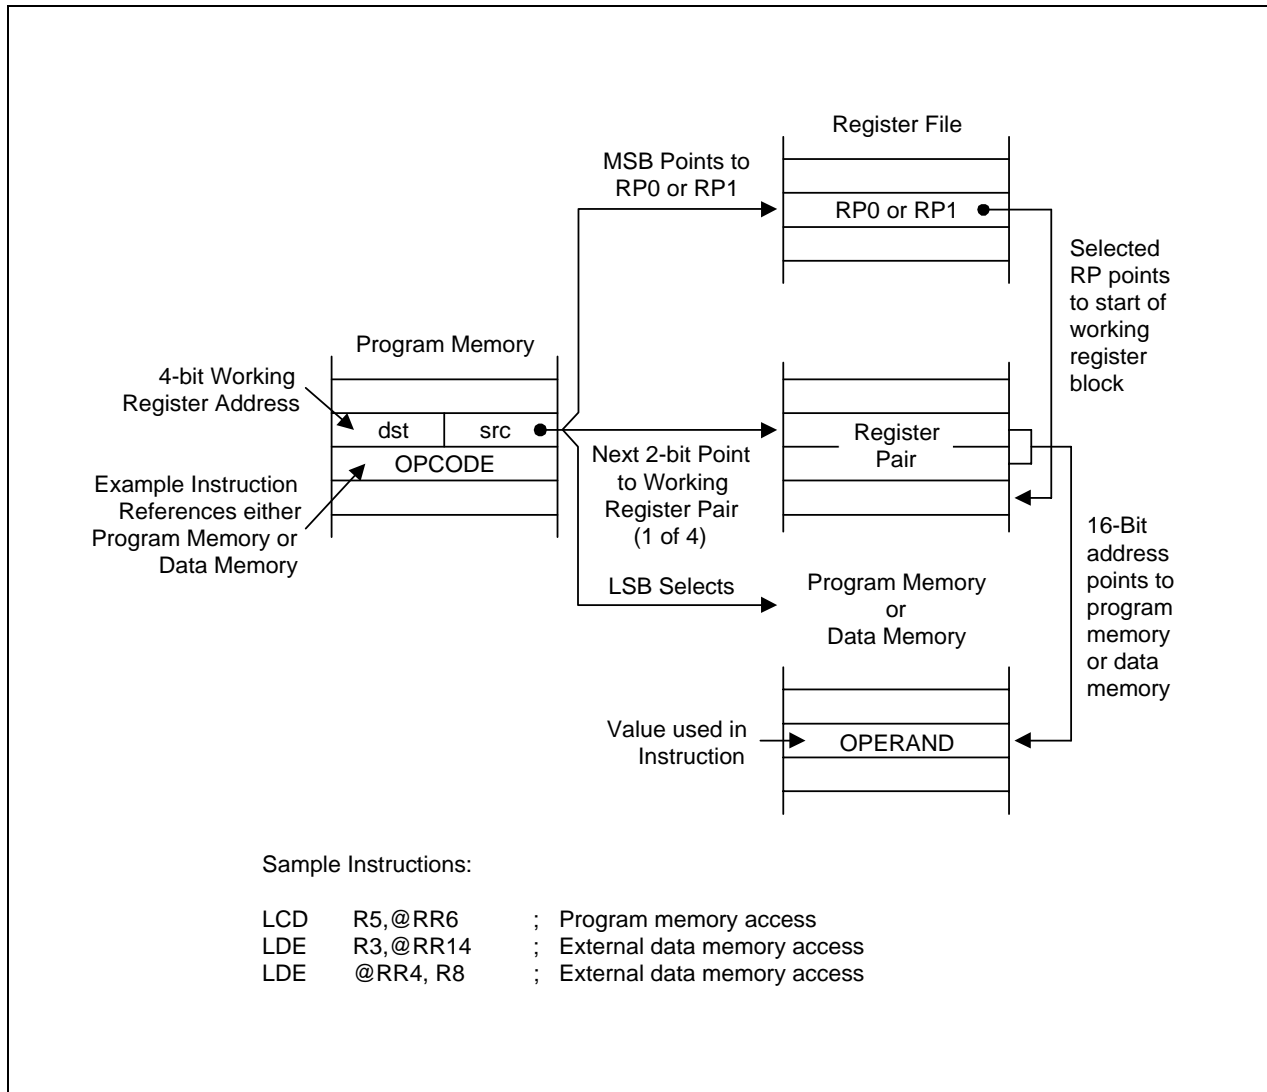 Register File
MSB Points to
RP0 or RP1
RP0 or RP1
Selected
RP points
to start of
working
register
block
Program Memory
4-bit Working
Register Address
dst src
OPCODE
Example Instruction
References either
Program Memory or
Data Memory
Next 2-bit Point
to Working
Register Pair
(1 of 4)
Register
Pair
LSB Selects
Program Memory
or
Data Memory
16-Bit
address
points to
program
memory
or data
memory
Value used in
Instruction
OPERAND
Sample Instructions:
LCD R5,@RR6 ; Program memory access
LDE R3,@RR14 ; External data memory access
LDE @RR4, R8 ; External data memory access